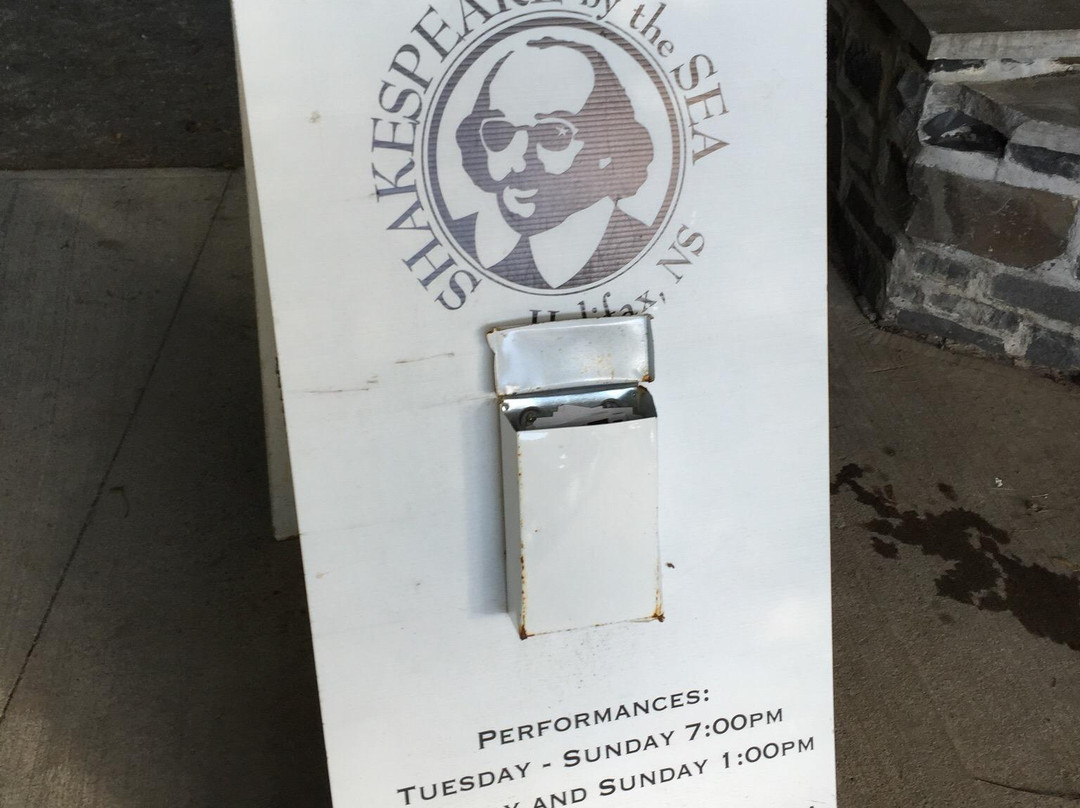 SHAKESPEARE by the SEA
Halifax, NS
PERFORMANCES:
TUESDAY - SUNDAY 7:00PM
AND SUNDAY 1:00PM